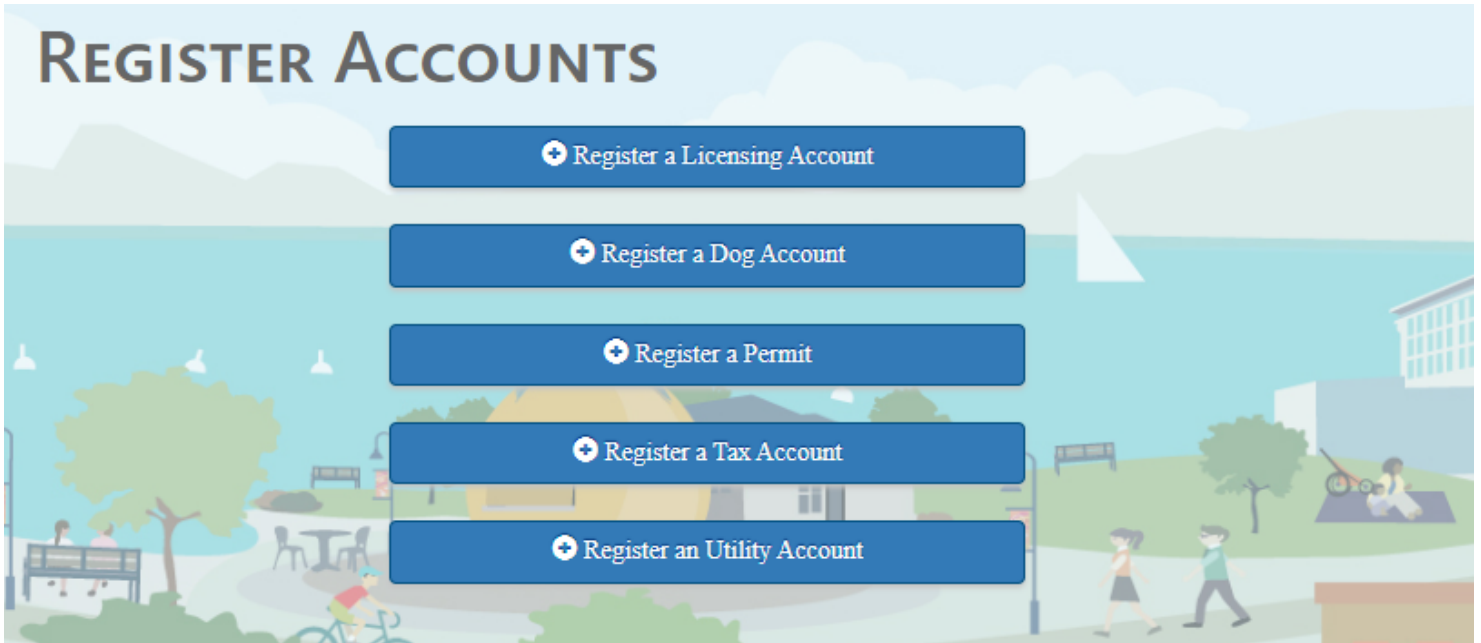 Register Accounts
Register a Licensing Account
Register a Dog Account
Register a Permit
Register a Tax Account
Register an Utility Account